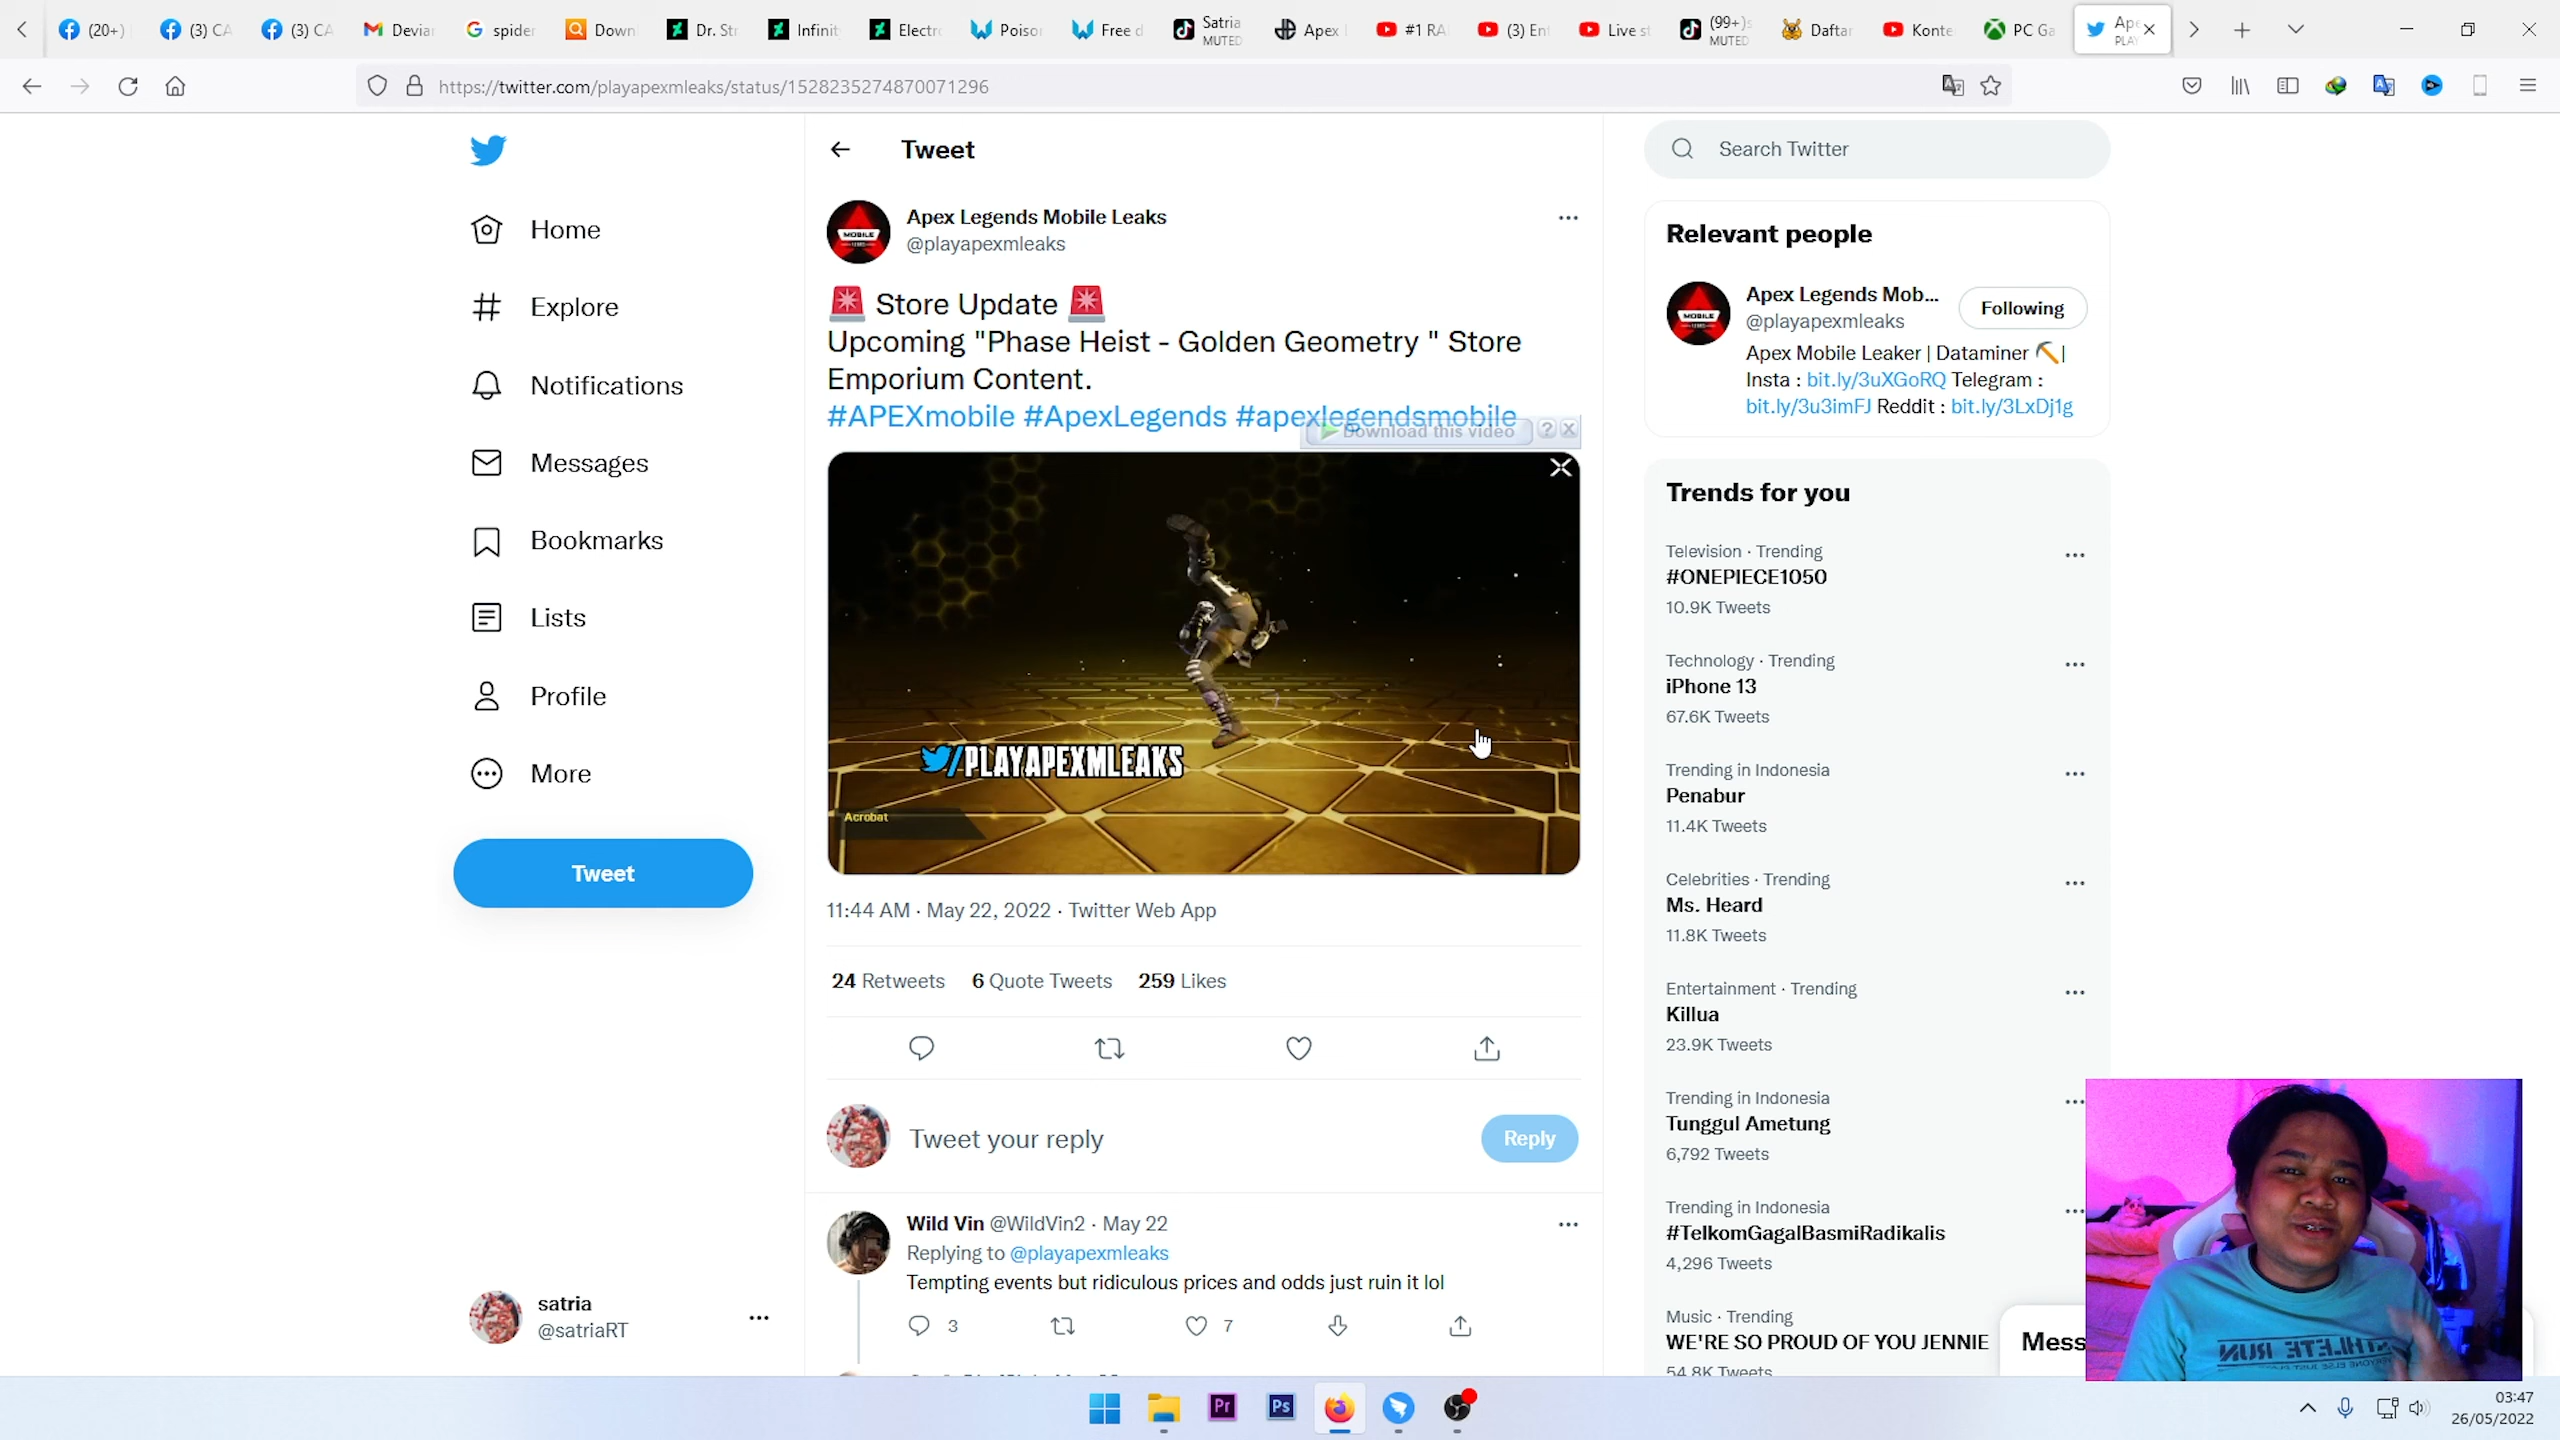 (20+)
(3) CA
(3) CA
Devia
spider
Down
Dr. St
Infinit
Electr
Poiso
Free d
Satria
MUTED
Apex
#1 RA
(3) En
Live s
(99+)
MUTED
Daftar
Konte
PC Ga
Ap
PLAY
https://twitter.com/playapexmleaks/status/1528235274870071296
Home
Explore
Notifications
Messages
Bookmarks
Lists
Profile
More
Tweet
satria
@satriaRT
Tweet
Apex Legends Mobile Leaks
@playapexmleaks
🚨 Store Update 🚨
Upcoming "Phase Heist - Golden Geometry " Store
Emporium Content.
#APEXmobile #ApexLegends #apexlegendsmobile
Download this video
/PLAYAPEXMLEAKS
Acrobat
11:44 AM · May 22, 2022 · Twitter Web App
24 Retweets 6 Quote Tweets 259 Likes
Tweet your reply
Reply
Wild Vin @WildVin2 · May 22
Replying to @playapexmleaks
Tempting events but ridiculous prices and odds just ruin it lol
3
7
Search Twitter
Relevant people
Apex Legends Mob...
@playapexmleaks
Following
MOBILE
Apex Mobile Leaker | Dataminer ⛏️|
Insta : bit.ly/3uXGoRQ Telegram :
bit.ly/3u3imFJ Reddit : bit.ly/3LxDj1g
Trends for you
Television · Trending
#ONEPIECE1050
10.9K Tweets
Technology · Trending
iPhone 13
67.6K Tweets
Trending in Indonesia
Penabur
11.4K Tweets
Celebrities · Trending
Ms. Heard
11.8K Tweets
Entertainment · Trending
Killua
23.9K Tweets
Trending in Indonesia
Tunggul Ametung
6,792 Tweets
Trending in Indonesia
#TelkomGagalBasmiRadikalis
4,296 Tweets
Music · Trending
WE'RE SO PROUD OF YOU JENNIE
54.8K Tweets
Mess
Pr
Ps
03:47
26/05/2022